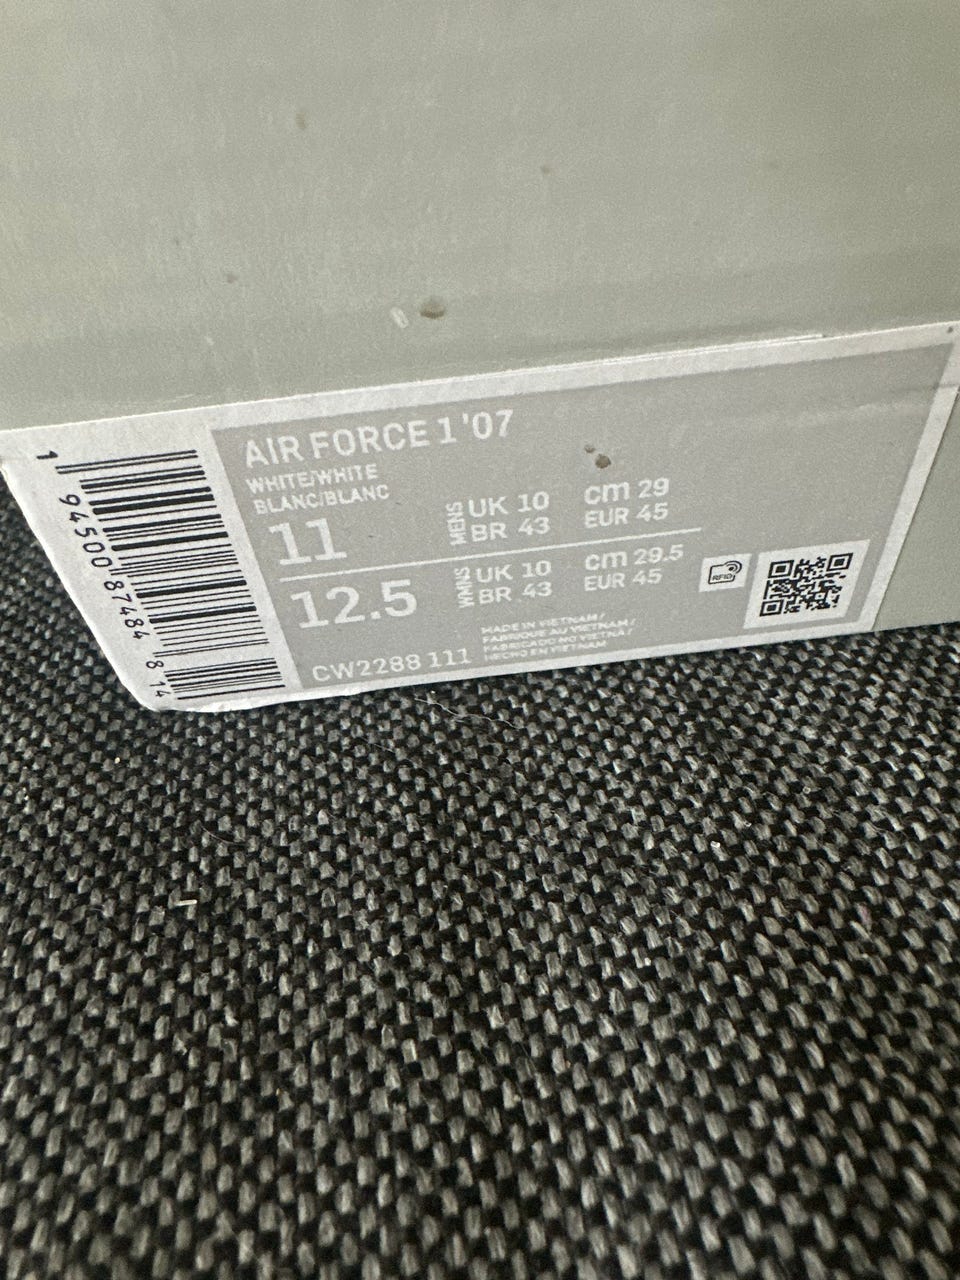 AIR FORCE 1 '07
WHITE/WHITE
BLANC/BLANC
11
MENS
UK 10
BR 43
cm 29
EUR 45
12.5
WMNS
UK 10
BR 43
cm 29.5
EUR 45
CW2288 111
MADE IN VIETNAM/
FABRIQUE AU VIETNAM/
FABRICADO NO VIETNA/
HECHO EN VIETNAM
RFID
1 94500 87484 8 14